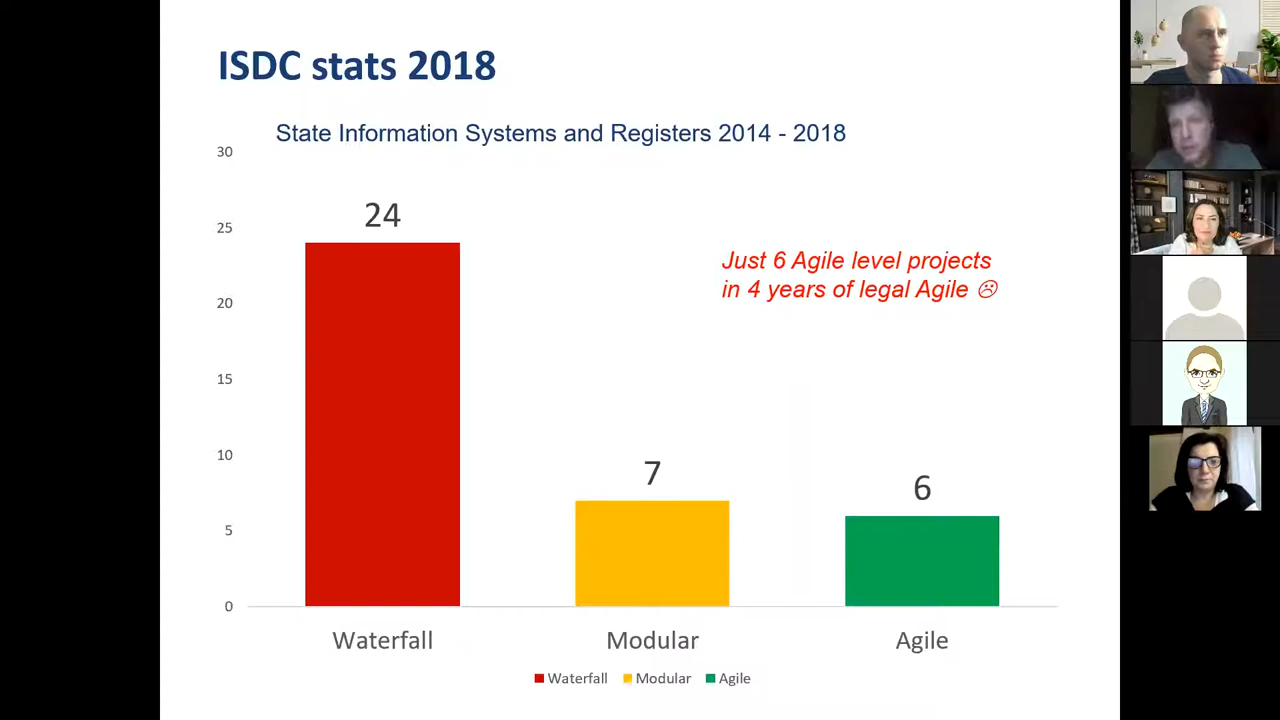 ISDC stats 2018
State Information Systems and Registers 2014 - 2018
30
25
20
15
10
5
0
24
7
6
Just 6 Agile level projects
in 4 years of legal Agile ☹
Waterfall
Modular
Agile
Waterfall Modular Agile